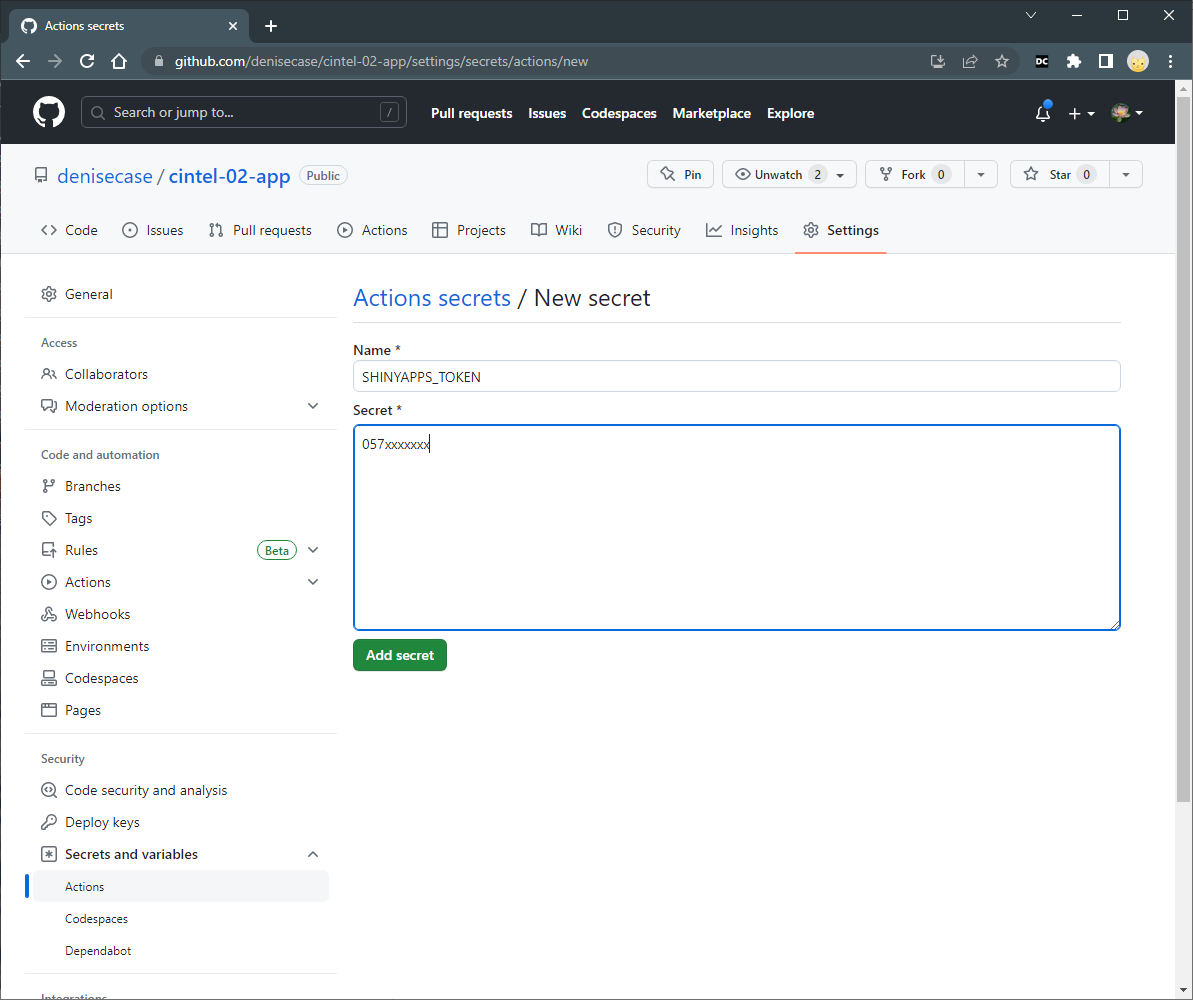 Actions secrets
github.com/denisecase/cintel-02-app/settings/secrets/actions/new
DC
Search or jump to... /
Pull requests Issues Codespaces Marketplace Explore
denisecase / cintel-02-app Public
Pin Unwatch 2 Fork 0 Star 0
Code Issues Pull requests Actions Projects Wiki Security Insights Settings
General
Access
Collaborators
Moderation options
Code and automation
Branches
Tags
Rules Beta
Actions
Webhooks
Environments
Codespaces
Pages
Security
Code security and analysis
Deploy keys
Secrets and variables
Actions
Codespaces
Dependabot
Integrations
Actions secrets / New secret
Name *
SHINYAPPS_TOKEN
Secret *
057xxxxxxx
Add secret